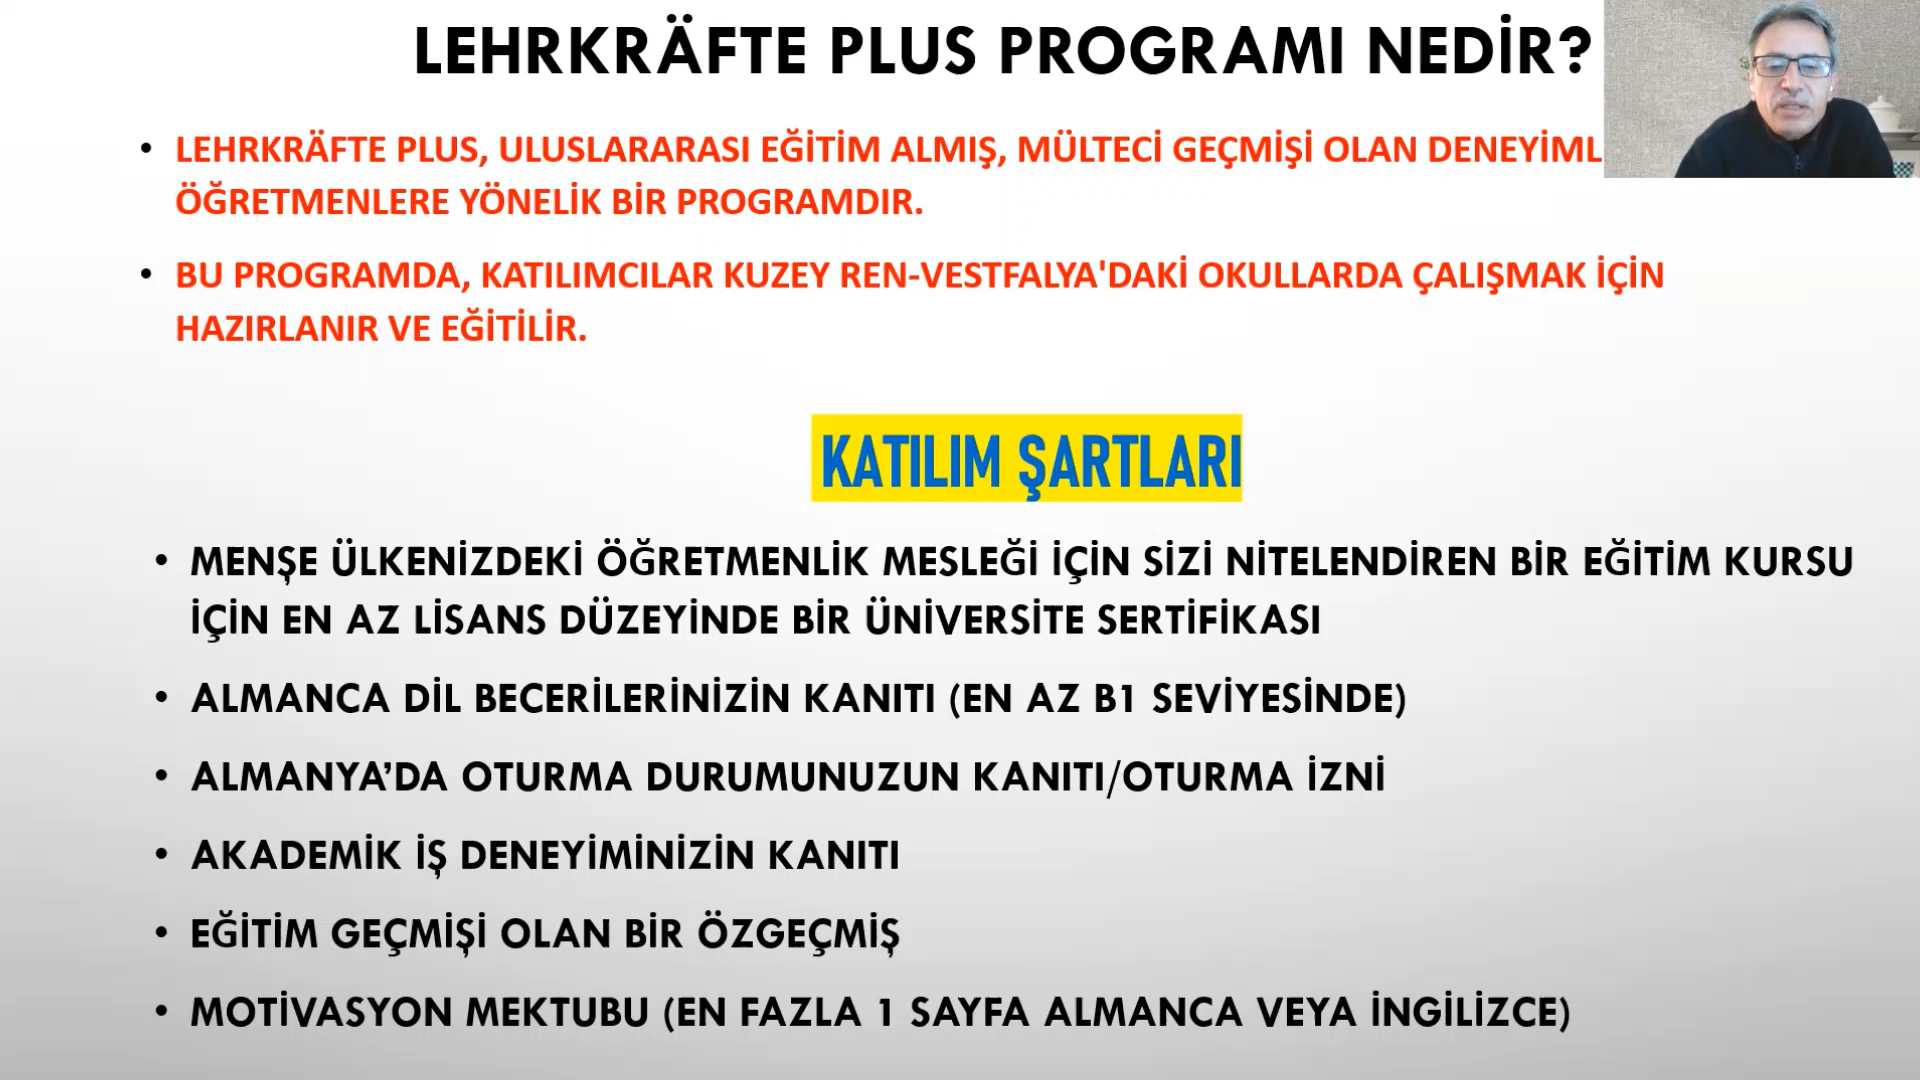 LEHRKRÄFTE PLUS PROGRAMI NEDİR?
• LEHRKRÄFTE PLUS, ULUSLARARASI EĞİTİM ALMIŞ, MÜLTECİ GEÇMİŞİ OLAN DENEYİML
ÖĞRETMENLERE YÖNELİK BİR PROGRAMDIR.
• BU PROGRAMDA, KATILIMCILAR KUZEY REN-VESTFALYA'DAKİ OKULLARDA ÇALIŞMAK İÇİN
HAZIRLANIR VE EĞİTİLİR.
KATILIM ŞARTLARI
• MENŞE ÜLKENİZDEKİ ÖĞRETMENLİK MESLEĞİ İÇİN SİZİ NİTELENDİREN BİR EĞİTİM KURSU
İÇİN EN AZ LİSANS DÜZEYİNDE BİR ÜNİVERSİTE SERTİFİKASI
• ALMANCA DİL BECERİLERİNİZİN KANITI (EN AZ B1 SEVİYESİNDE)
• ALMANYA’DA OTURMA DURUMUNUZUN KANITI/OTURMA İZNİ
• AKADEMİK İŞ DENEYİMİNİZİN KANITI
• EĞİTİM GEÇMİŞİ OLAN BİR ÖZGEÇMİŞ
• MOTİVASYON MEKTUBU (EN FAZLA 1 SAYFA ALMANCA VEYA İNGİLİZCE)